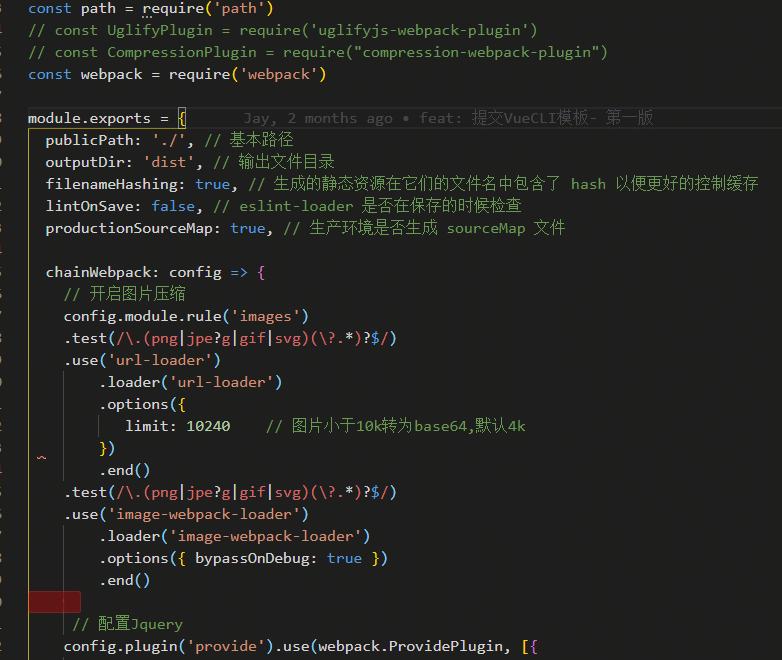 const path = require('path')
// const UglifyPlugin = require('uglifyjs-webpack-plugin')
// const CompressionPlugin = require("compression-webpack-plugin")
const webpack = require('webpack')
module.exports = { Jay, 2 months ago • feat: 提交VueCLI模板- 第一版
publicPath: './', // 基本路径
outputDir: 'dist', // 输出文件目录
filenameHashing: true, // 生成的静态资源在它们的文件名中包含了 hash 以便更好的控制缓存
lintOnSave: false, // eslint-loader 是否在保存的时候检查
productionSourceMap: true, // 生产环境是否生成 sourceMap 文件
chainWebpack: config => {
// 开启图片压缩
config.module.rule('images')
.test(/\.(png|jpe?g|gif|svg)(\?.*)?$/)
.use('url-loader')
.loader('url-loader')
.options({
limit: 10240 // 图片小于10k转为base64,默认4k
})
.end()
.test(/\.(png|jpe?g|gif|svg)(\?.*)?$/)
.use('image-webpack-loader')
.loader('image-webpack-loader')
.options({ bypassOnDebug: true })
.end()
// 配置Jquery
config.plugin('provide').use(webpack.ProvidePlugin, [{